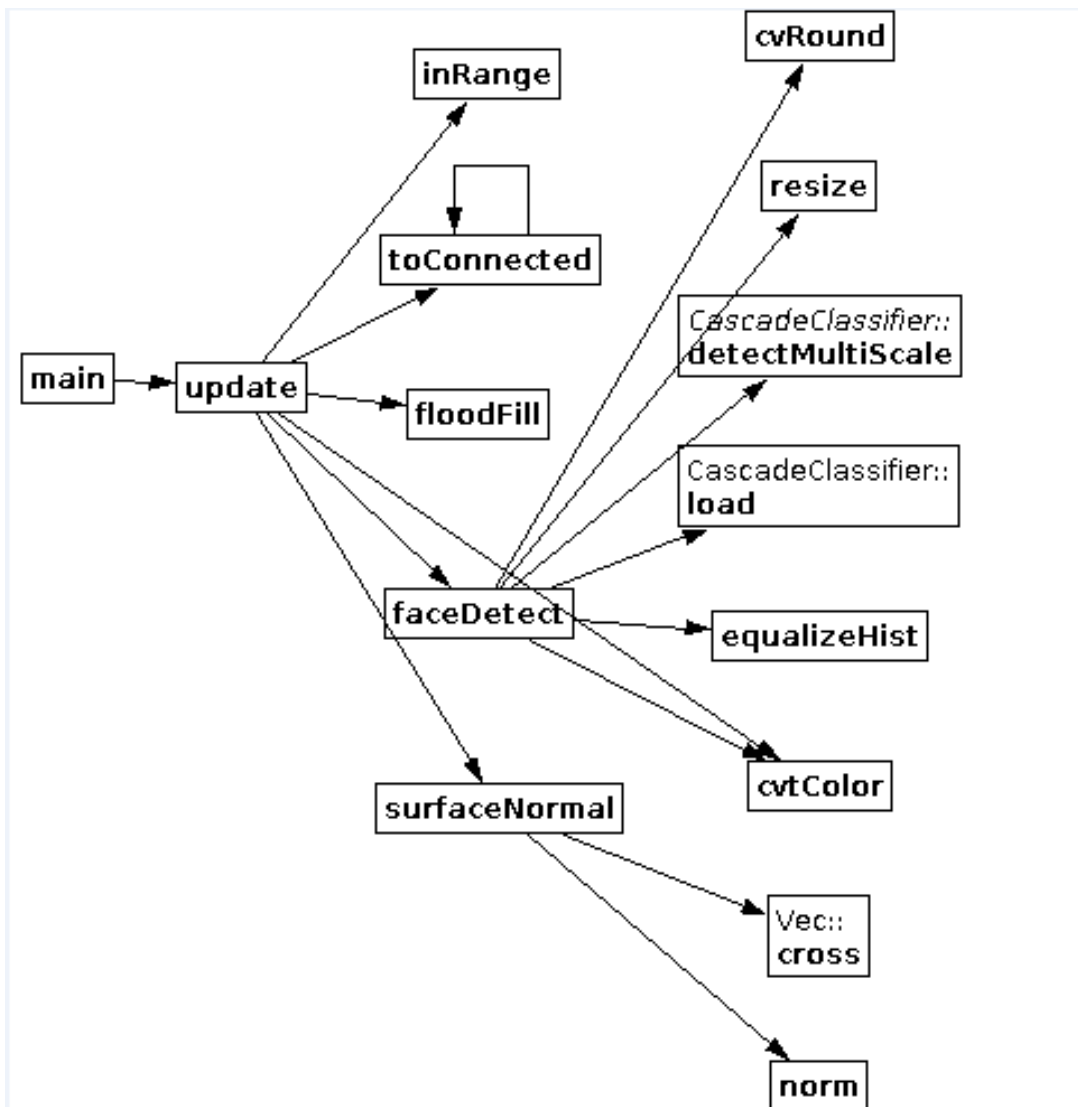 cvRound
inRange
resize
toConnected
CascadeClassifier::
detectMultiScale
main
update
floodFill
CascadeClassifier::
load
faceDetect
equalizeHist
cvtColor
surfaceNormal
Vec::
cross
norm